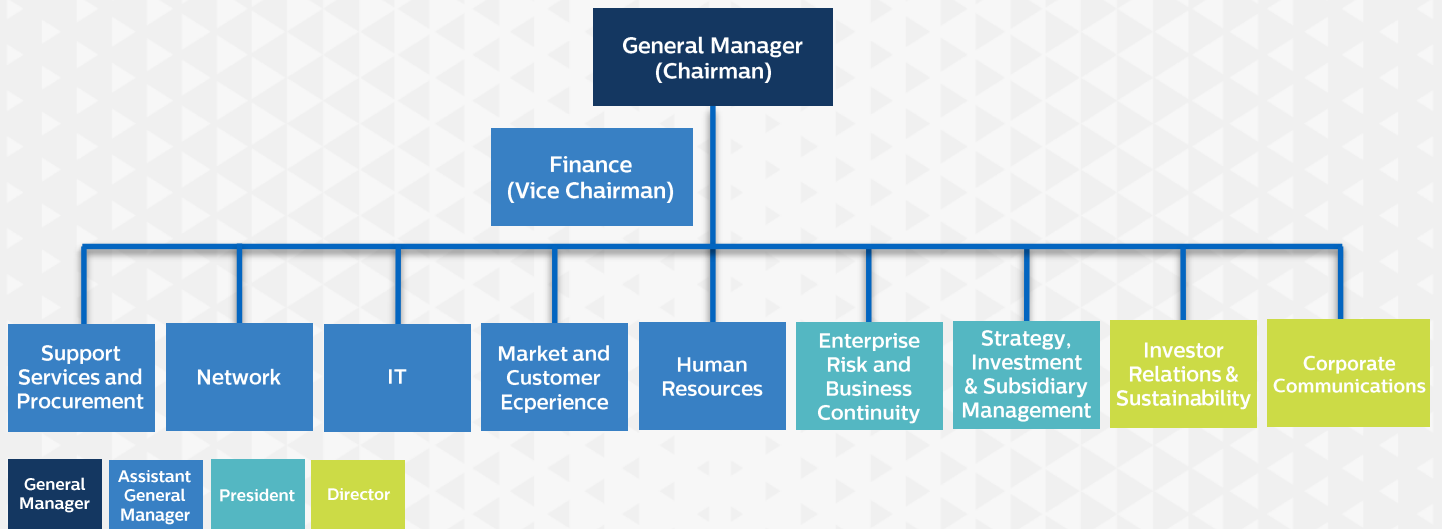 General Manager
(Chairman)
Finance
(Vice Chairman)
Support
Services and
Procurement
Network
IT
Market and
Customer
Ecperience
Human
Resources
Enterprise
Risk and
Business
Continuity
Strategy,
Investment
& Subsidiary
Management
Investor
Relations &
Sustainability
Corporate
Communications
General
Manager
Assistant
General
Manager
President
Director